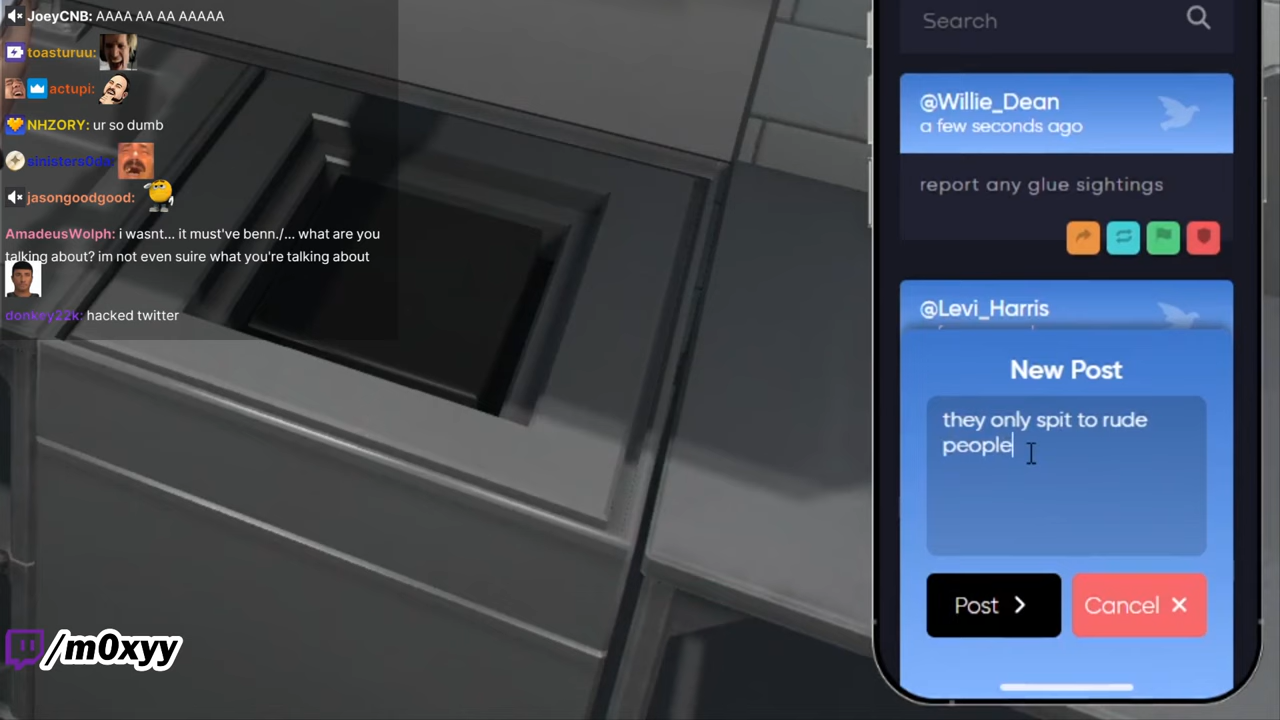 JoeyCNB: AAAA AA AA AAAAA
toasturuu:
actupi:
NHZORY: ur so dumb
jasongoodgood:
AmadeusWolph: i wasnt... it must've benn./... what are you
talking about? im not even suire what you're talking about
donkey22k: hacked twitter
/m0xyy
Search
@Willie_Dean
a few seconds ago
report any glue sightings
@Levi_Harris
New Post
they only spit to rude
people
Post
Cancel